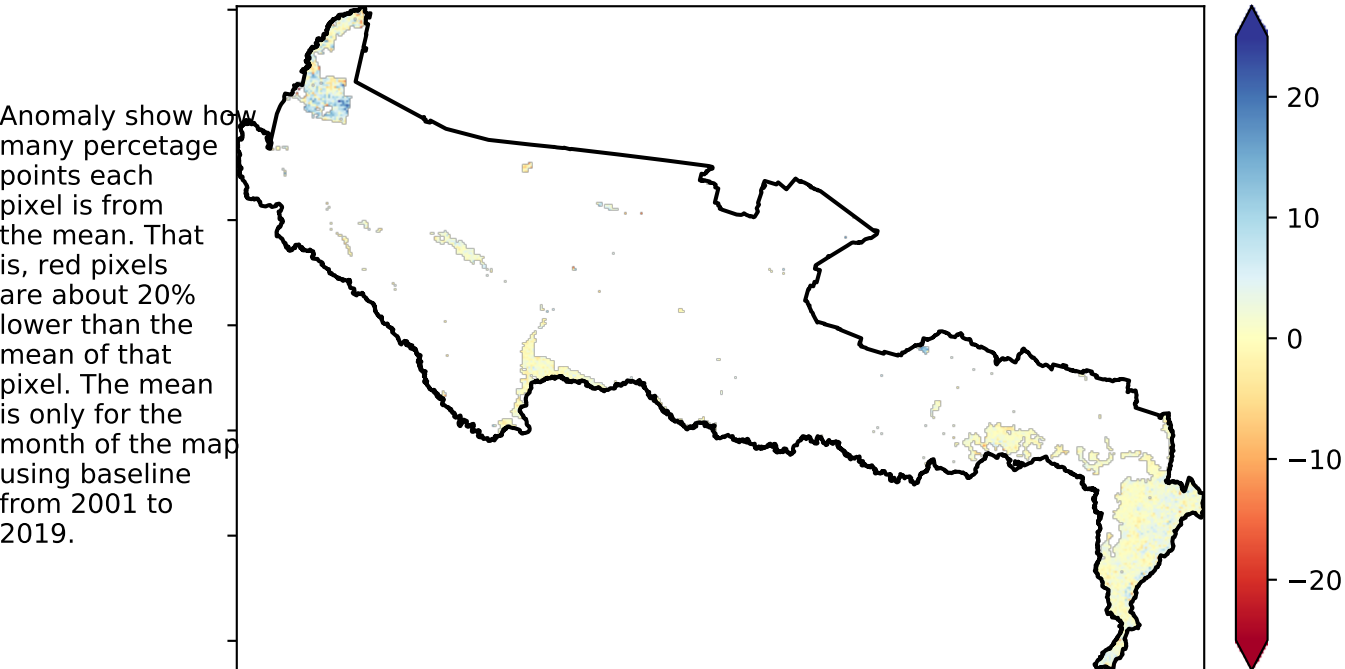 Anomaly show how
many percetage
points each
pixel is from
the mean. That
is, red pixels
are about 20%
lower than the
mean of that
pixel. The mean
is only for the
month of the map
using baseline
from 2001 to
2019.
20
10
0
−10
−20